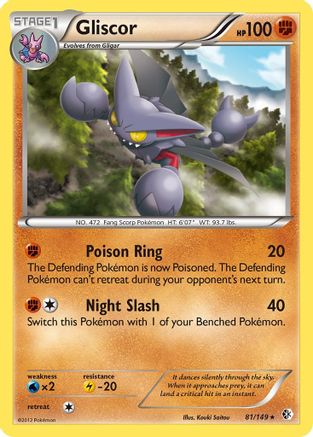 STAGE1 Gliscor HP100
Evolves from Gligar
NO. 472 Fang Scorp Pokémon HT: 6'07" WT: 93.7 lbs.
Poison Ring 20
The Defending Pokémon is now Poisoned. The Defending
Pokémon can't retreat during your opponent's next turn.
Night Slash 40
Switch this Pokémon with 1 of your Benched Pokémon.
weakness resistance
×2 -20
retreat
It dances silently through the sky.
When it approaches prey, it can
land a critical hit in an instant.
©2012 Pokémon Illus. Kouki Saitou 81/149 ★